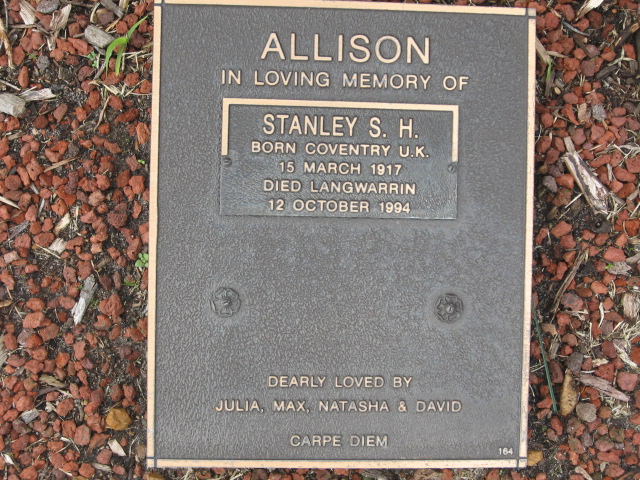 ALLISON
IN LOVING MEMORY OF
STANLEY S. H.
BORN COVENTRY U.K.
15 MARCH 1917
DIED LANGWARRIN
12 OCTOBER 1994
DEARLY LOVED BY
JULIA, MAX, NATASHA & DAVID
CARPE DIEM
164